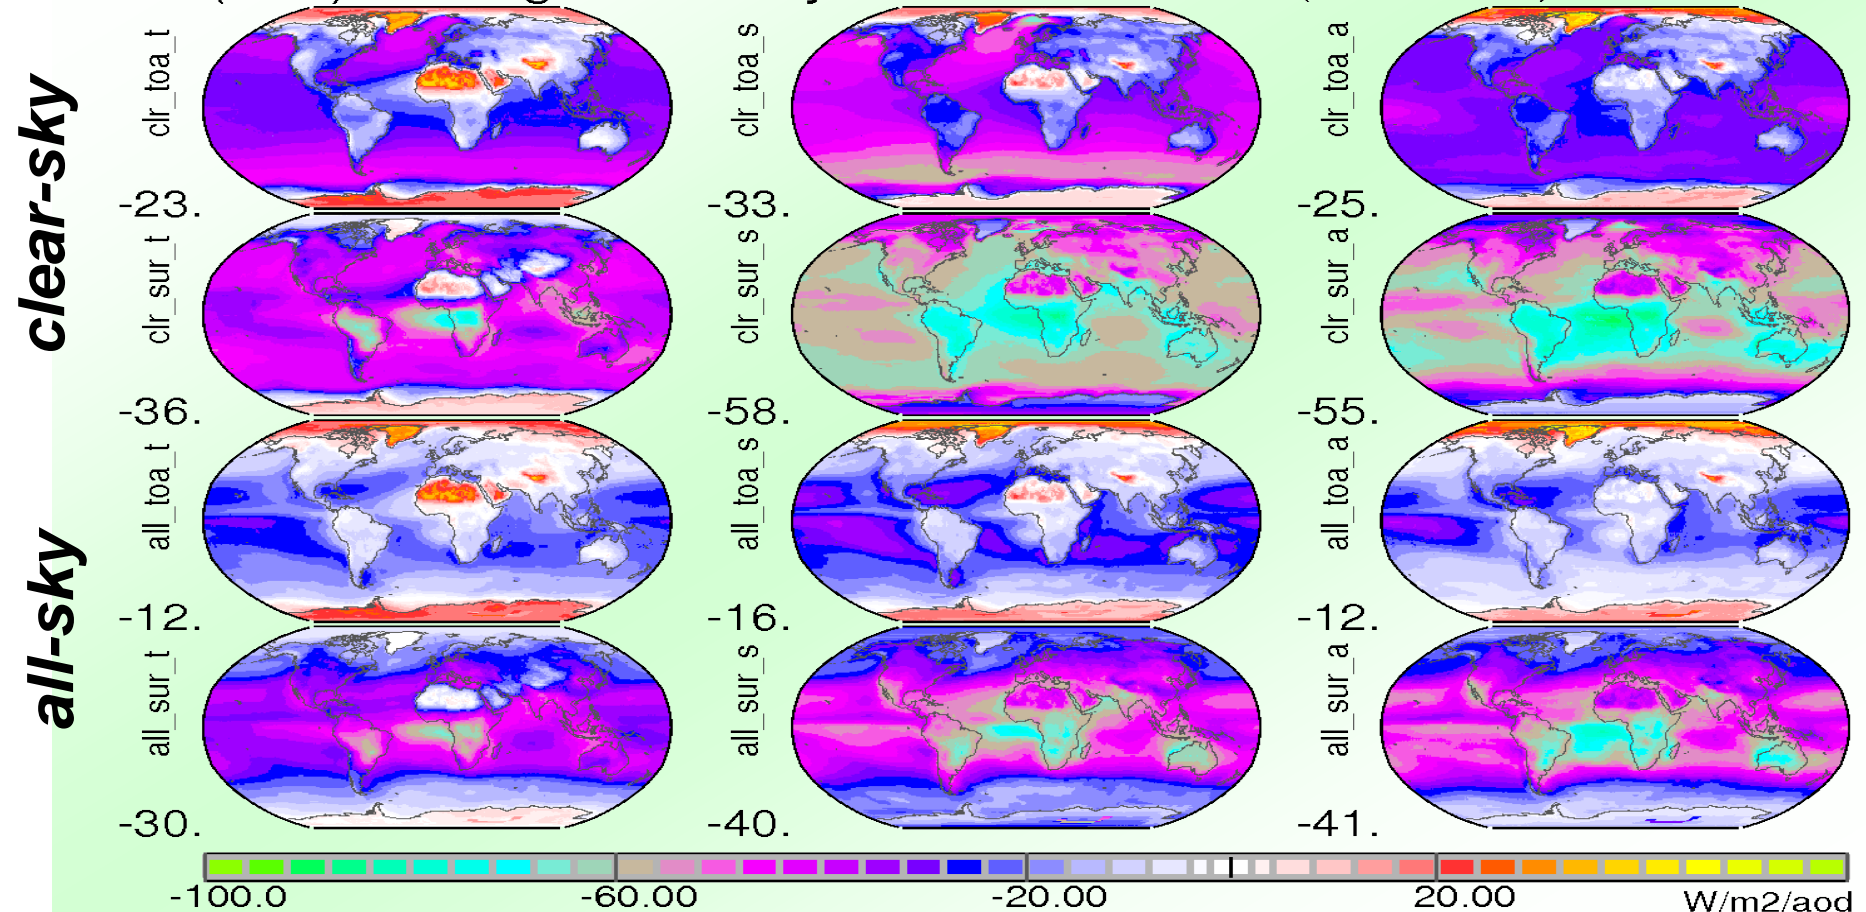 clear-sky
all-sky
clr_toa_t
clr_toa_s
clr_toa_a
-23.
-33.
-25.
clr_sur_t
clr_sur_s
clr_sur_a
-36.
-58.
-55.
all_toa_t
all_toa_s
all_toa_a
-12.
-16.
-12.
all_sur_t
all_sur_s
all_sur_a
-30.
-40.
-41.
-100.0 -60.00 -20.00 20.00 W/m2/aod